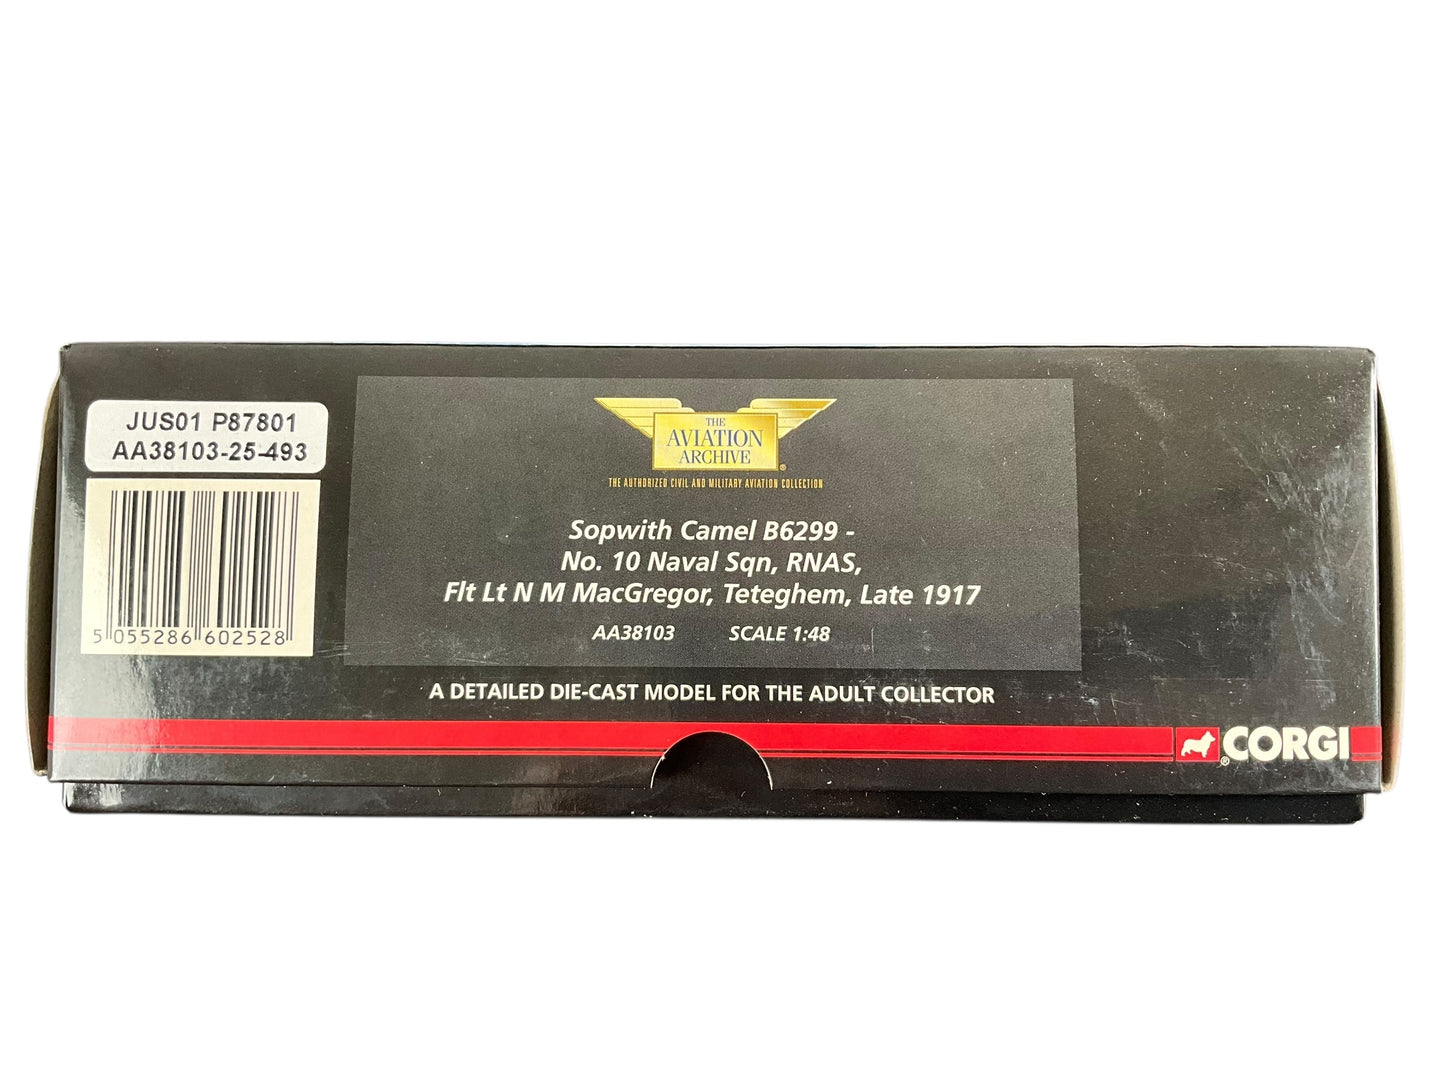 JUS01 P87801
AA38103-25-493
5 055286 602528
THE
AVIATION
ARCHIVE
®
THE AUTHORIZED CIVIL AND MILITARY AVIATION COLLECTION
Sopwith Camel B6299 -
No. 10 Naval Sqn, RNAS,
Flt Lt N M MacGregor, Teteghem, Late 1917
AA38103 SCALE 1:48
A DETAILED DIE-CAST MODEL FOR THE ADULT COLLECTOR
®CORGI